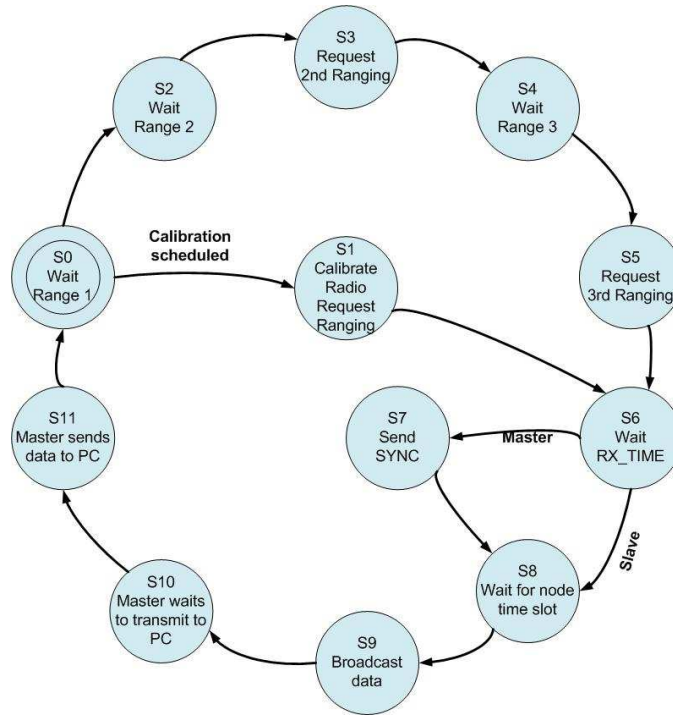 S3
Request
2nd Ranging
S2
Wait
Range 2
S4
Wait
Range 3
S0
Wait
Range 1
Calibration
scheduled
S1
Calibrate
Radio
Request
Ranging
S5
Request
3rd Ranging
S11
Master sends
data to PC
S7
Send
SYNC
Master
S6
Wait
RX_TIME
Slave
S10
Master waits
to transmit to
PC
S9
Broadcast
data
S8
Wait for node
time slot